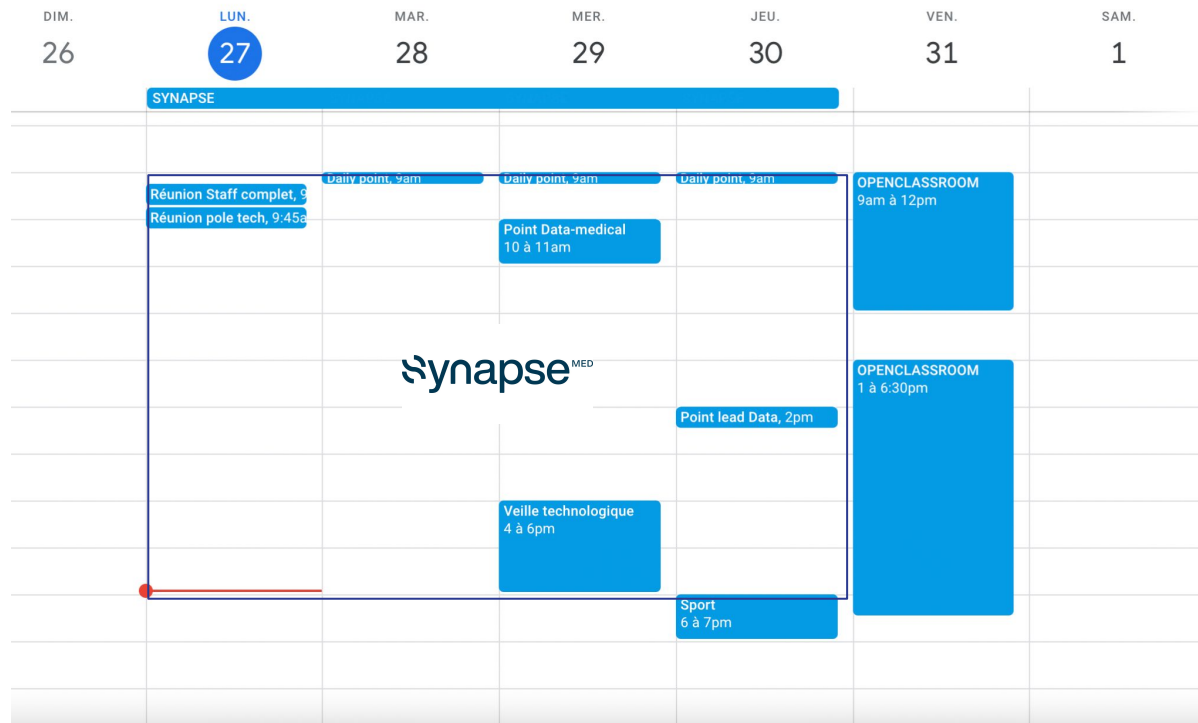 DIM.
LUN.
MAR.
MER.
JEU.
VEN.
SAM.
26
27
28
29
30
31
1
SYNAPSE
Réunion Staff complet, 9
Réunion pole tech, 9:45a
Daily point, 9am
Daily point, 9am
Point Data-medical
10 à 11am
Veille technologique
4 à 6pm
Daily point, 9am
Point lead Data, 2pm
Sport
6 à 7pm
OPENCLASSROOM
9am à 12pm
OPENCLASSROOM
1 à 6:30pm
Synapse MED